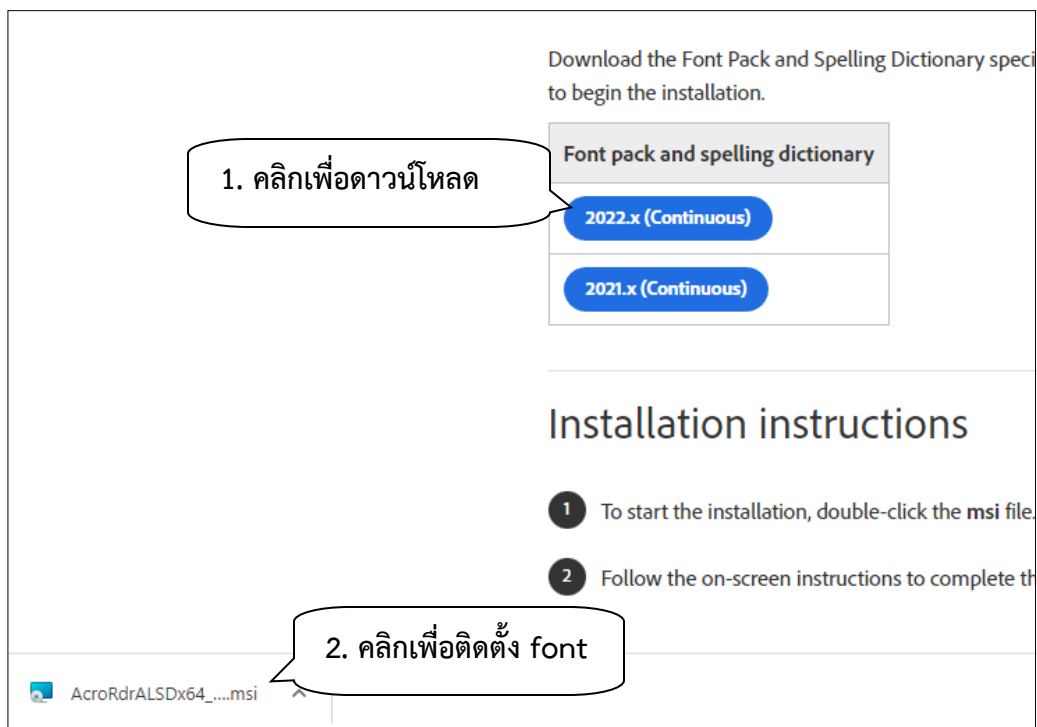 Download the Font Pack and Spelling Dictionary speci
to begin the installation.
Font pack and spelling dictionary
1. คลิกเพื่อดาวน์โหลด
2022.x (Continuous)
2021.x (Continuous)
Installation instructions
1 To start the installation, double-click the msi file.
2 Follow the on-screen instructions to complete th
2. คลิกเพื่อติดตั้ง font
AcroRdrALSDx64_....msi